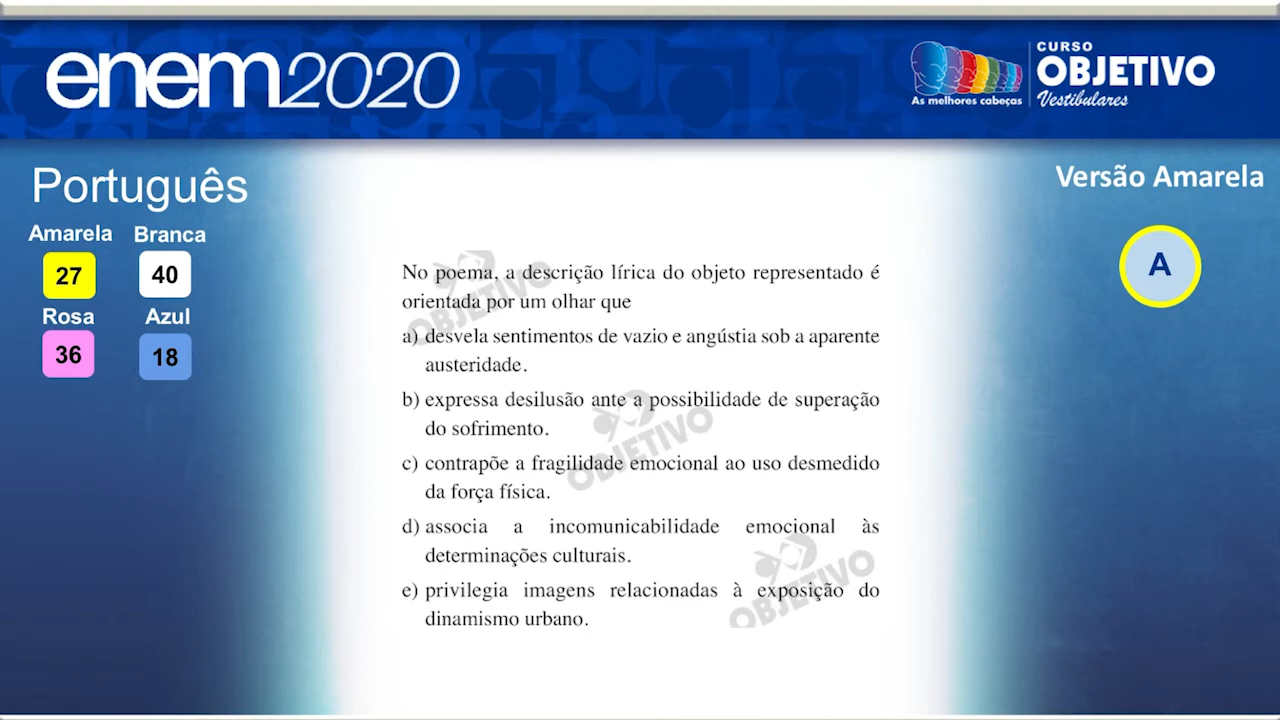 enem2020
CURSO
OBJETIVO
As melhores cabeças
Vestibulares
Português
Versão Amarela
Amarela Branca
27 40
Rosa Azul
36 18
A
No poema, a descrição lírica do objeto representado é
orientada por um olhar que
a) desvela sentimentos de vazio e angústia sob a aparente
austeridade.
b) expressa desilusão ante a possibilidade de superação
do sofrimento.
c) contrapõe a fragilidade emocional ao uso desmedido
da força física.
d) associa a incomunicabilidade emocional às
determinações culturais.
e) privilegia imagens relacionadas à exposição do
dinamismo urbano.
OBJETIVO
OBJETIVO
OBJETIVO